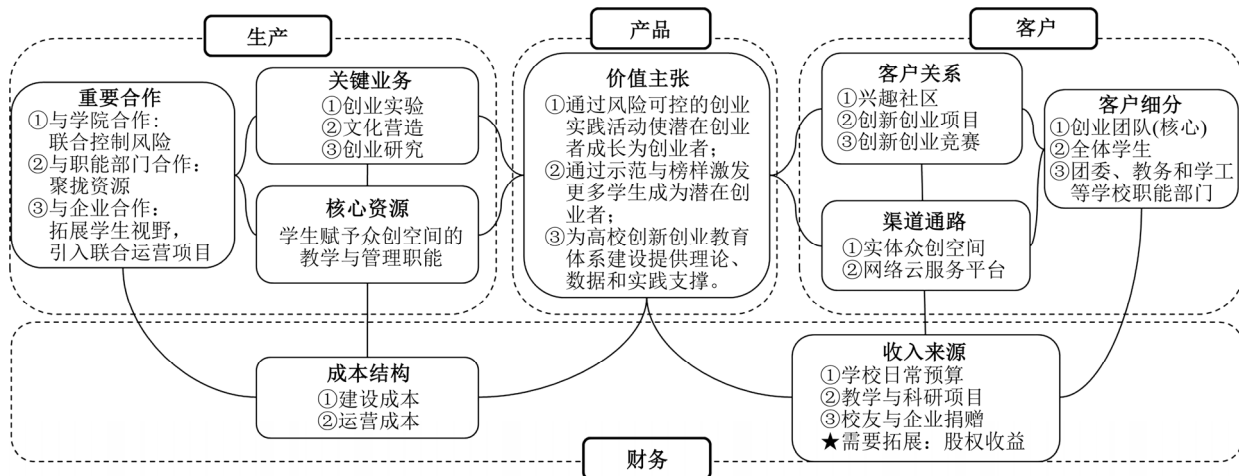 生产
产品
客户
重要合作
①与学院合作:
联合控制风险
②与职能部门合作:
聚拢资源
③与企业合作:
拓展学生视野,
引入联合运营项目
关键业务
①创业实验
②文化营造
③创业研究
核心资源
学生赋予众创空间的
教学与管理职能
价值主张
①通过风险可控的创业
实践活动使潜在创业
者成长为创业者;
②通过示范与榜样激发
更多学生成为潜在创
业者;
③为高校创新创业教育
体系建设提供理论、
数据和实践支撑。
客户关系
①兴趣社区
②创新创业项目
③创新创业竞赛
渠道通路
①实体众创空间
②网络云服务平台
客户细分
①创业团队(核心)
②全体学生
③团委、教务和学工
等学校职能部门
成本结构
①建设成本
②运营成本
收入来源
①学校日常预算
②教学与科研项目
③校友与企业捐赠
★需要拓展:股权收益
财务